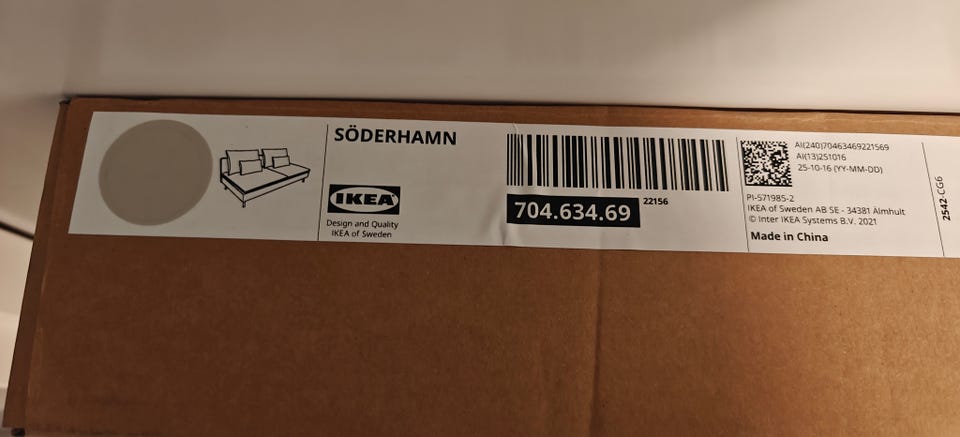 SÖDERHAMN
IKEA
Design and Quality
IKEA of Sweden
704.634.69
22156
AI(240)70463469221569
AI(13)251016
25-10-16 (YY-MM-DD)
PI-571985-2
IKEA of Sweden AB SE - 34381 Älmhult
© Inter IKEA Systems B.V. 2021
Made in China
2542-CG6